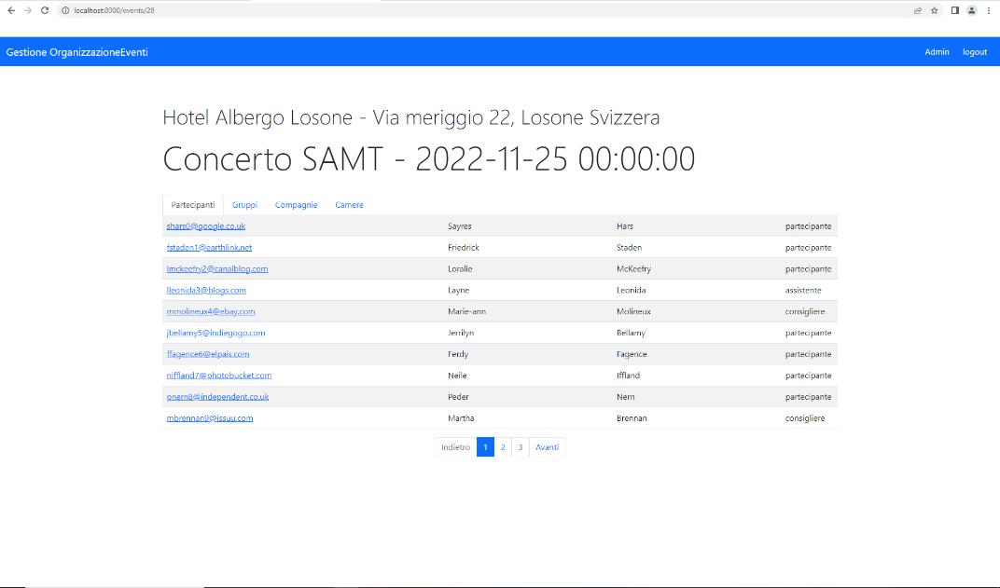 localhost:8000/events/28
Gestione OrganizzazioneEventi Admin logout
Hotel Albergo Losone - Via meriggio 22, Losone Svizzera
Concerto SAMT - 2022-11-25 00:00:00
Partecipanti Gruppi Compagnie Camere
shars0@google.co.uk Sayres Hars partecipante
fstaden1@earthlink.net Friedrick Staden partecipante
lmckeefry2@canalblog.com Loralie McKeefry partecipante
lleonida3@blogs.com Layne Leonida assistente
mmolineux4@ebay.com Marie-ann Molineux consigliere
jbellamy5@indiegogo.com Jerrilyn Bellamy partecipante
ffagence6@elpais.com Ferdy Fagence partecipante
niffland7@photobucket.com Neile Iffland partecipante
pnern8@independent.co.uk Peder Nern partecipante
mbrennan9@issuu.com Martha Brennan consigliere
Indietro 1 2 3 Avanti